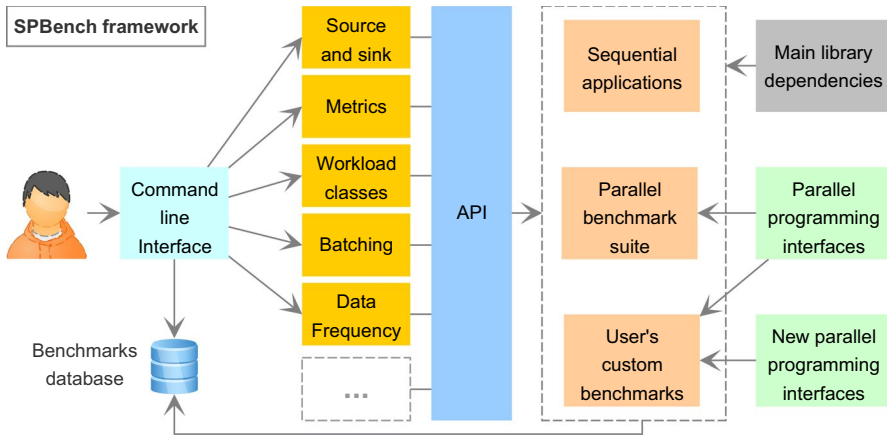 SPBench framework
Source
and sink
Metrics
Workload
classes
Batching
Data
Frequency
...
Command
line
Interface
Benchmarks
database
API
Sequential
applications
Parallel
benchmark
suite
User's
custom
benchmarks
Main library
dependencies
Parallel
programming
interfaces
New parallel
programming
interfaces